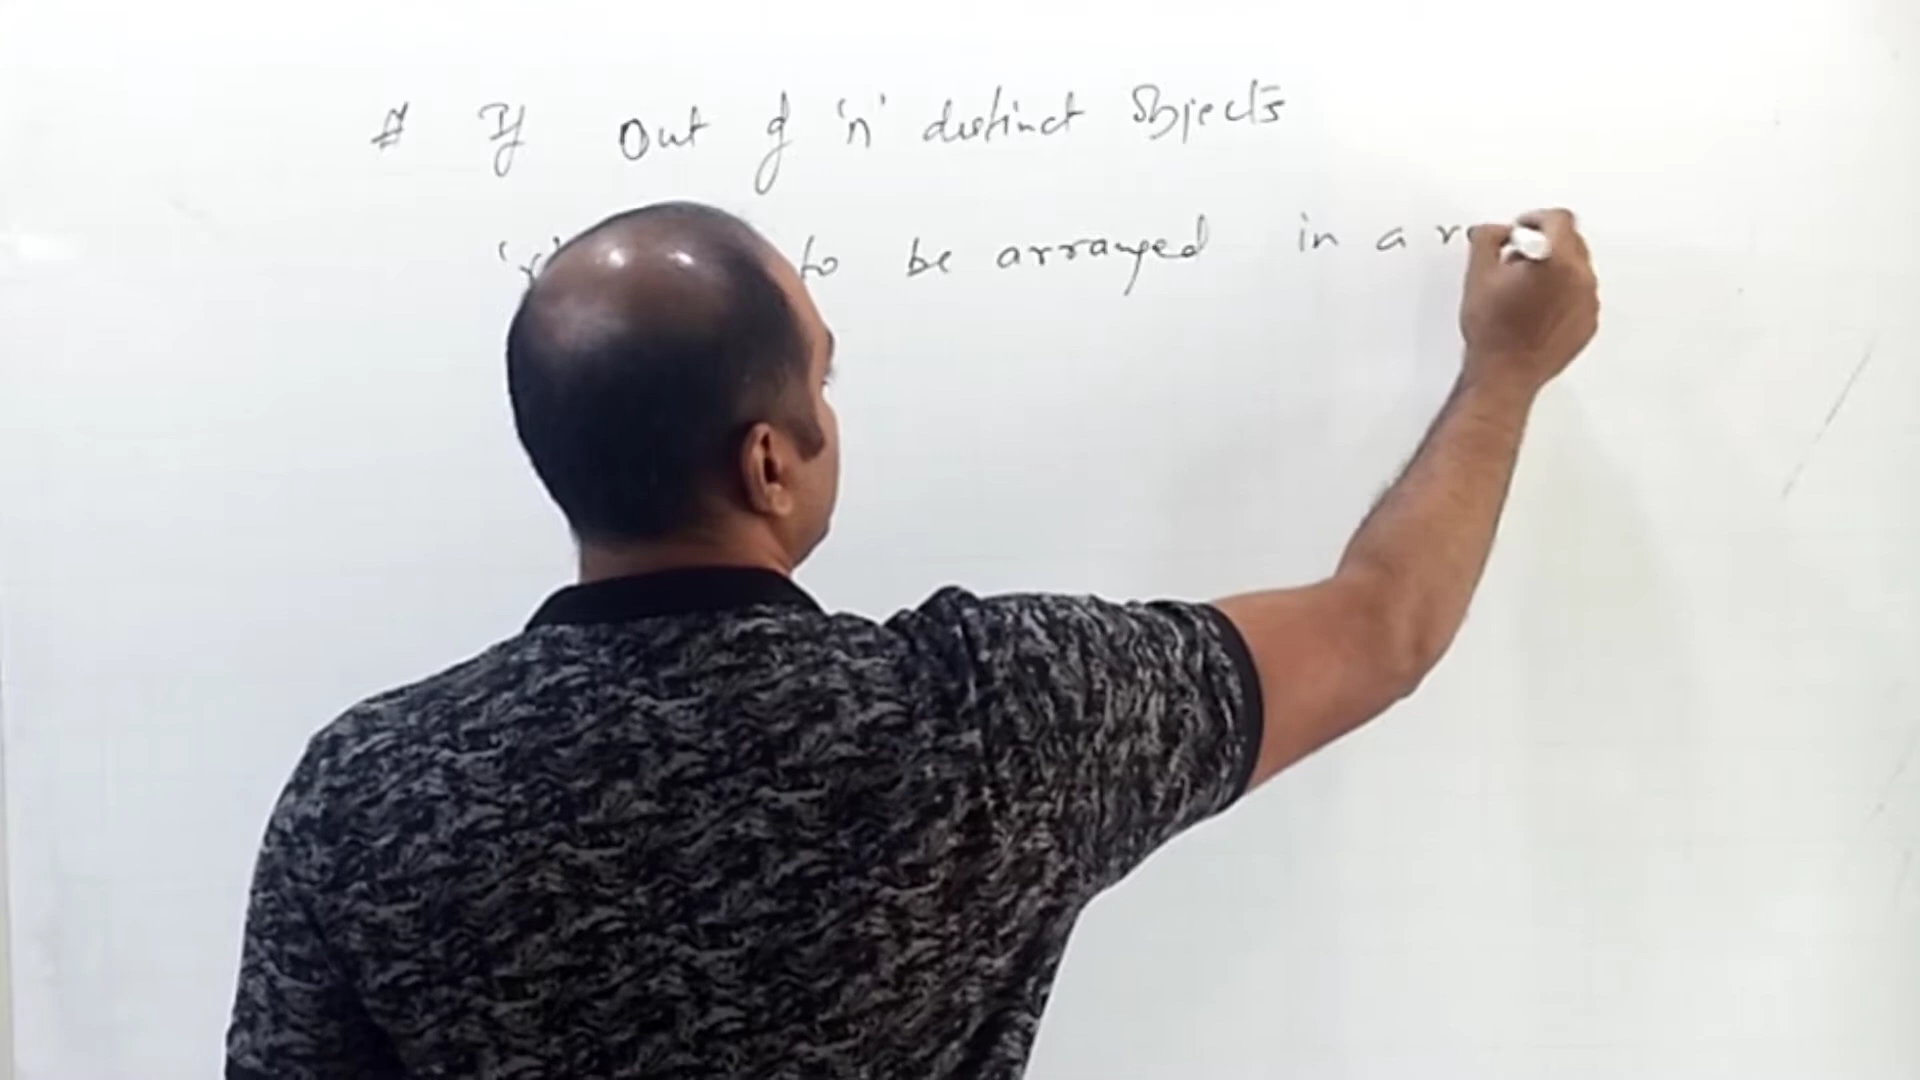 # If Out of 'n' distinct Objects
'r' to be arranged in a